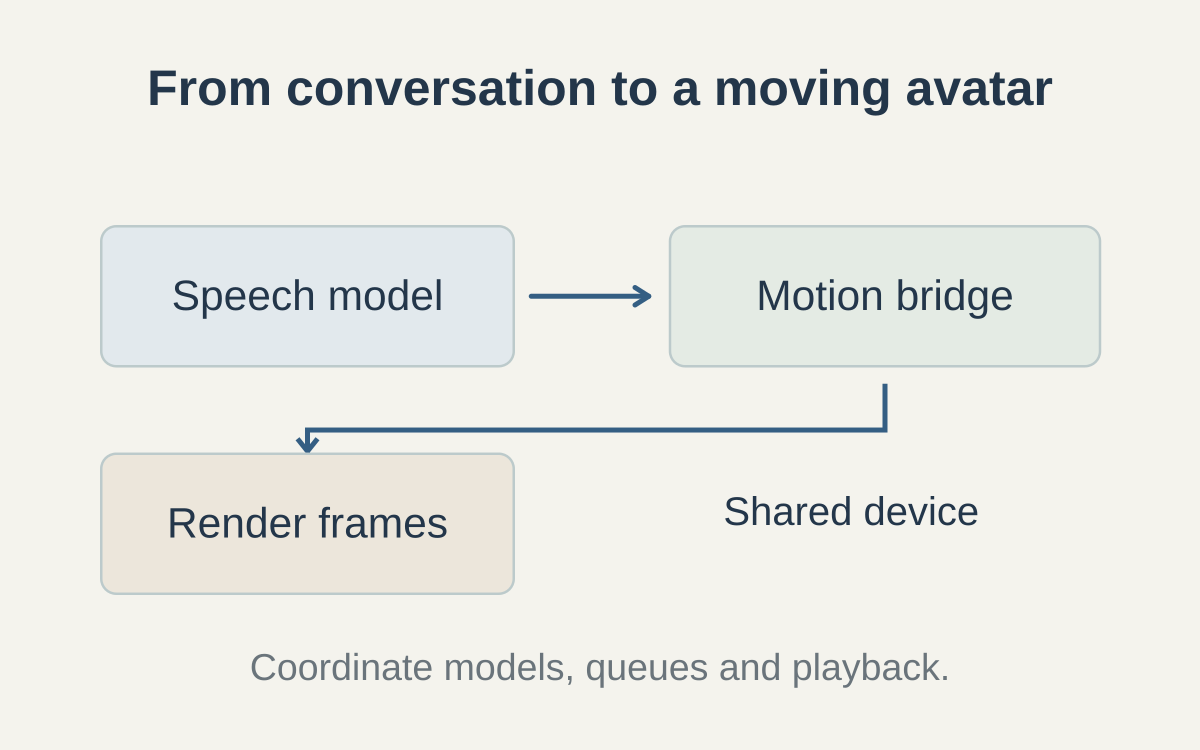 From conversation to a moving avatar
Speech model
Motion bridge
Render frames
Shared device
Coordinate models, queues and playback.